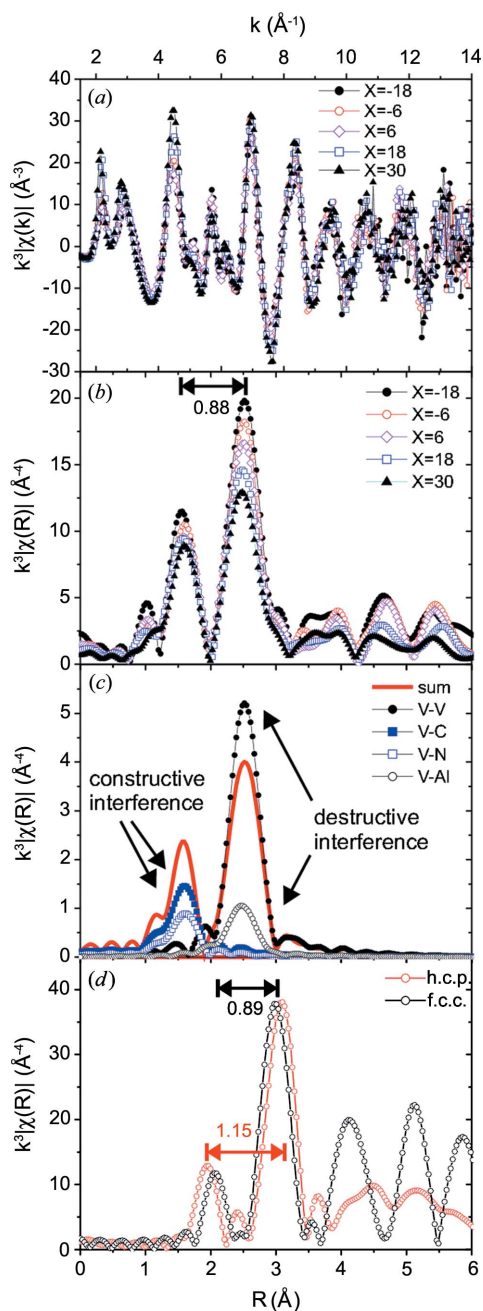 k (Å-1)
2 4 6 8 10 12 14
(a)
40
30
20
10
0
-10
-20
-30
k³|χ(k)| (Å-3)
X=-18
X=-6
X=6
X=18
X=30
(b)
0.88
20
15
10
5
0
k³|χ(R)| (Å-4)
X=-18
X=-6
X=6
X=18
X=30
(c)
5
4
3
2
1
0
k³|χ(R)| (Å-4)
sum
V-V
V-C
V-N
V-Al
constructive
interference
destructive
interference
(d)
0.89
h.c.p.
f.c.c.
1.15
40
30
20
10
0
k³|χ(R)| (Å-4)
0 1 2 3 4 5 6
R (Å)